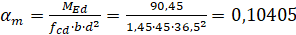 α_m = M_Ed / (f_cd·b·d²) = 90,45 / (1,45·45·36,5²) = 0,10405